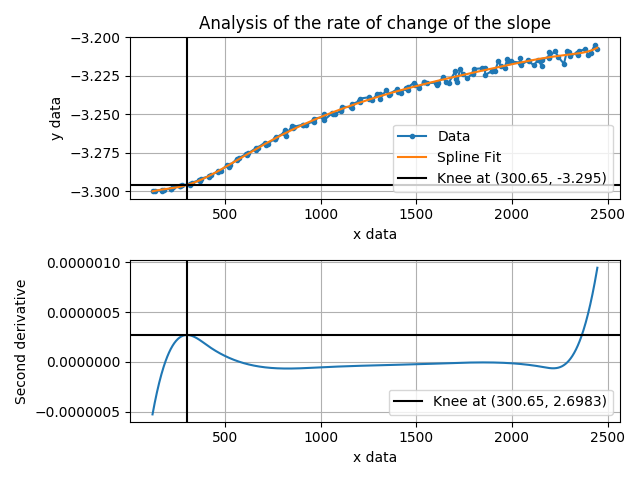 Analysis of the rate of change of the slope
−3.200
−3.225
−3.250
−3.275
−3.300
y data
Data
Spline Fit
Knee at (300.65, -3.295)
500 1000 1500 2000 2500
x data
0.0000010
0.0000005
0.0000000
−0.0000005
Second derivative
Knee at (300.65, 2.6983)
500 1000 1500 2000 2500
x data